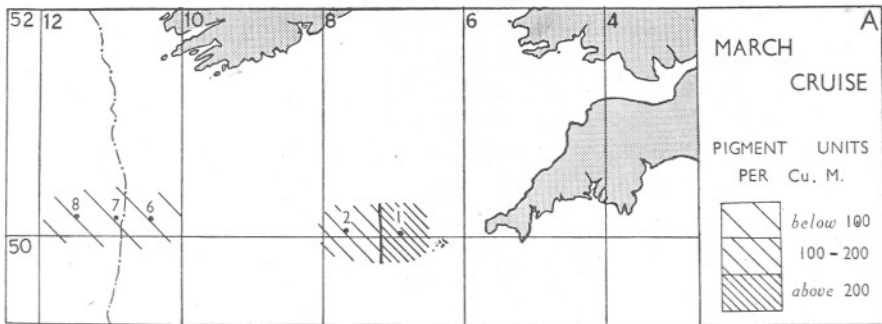 52 12 10 8 6 4 A
MARCH
CRUISE
PIGMENT UNITS
PER Cu. M.
8 7 6 2 1
below 100
50
100-200
above 200